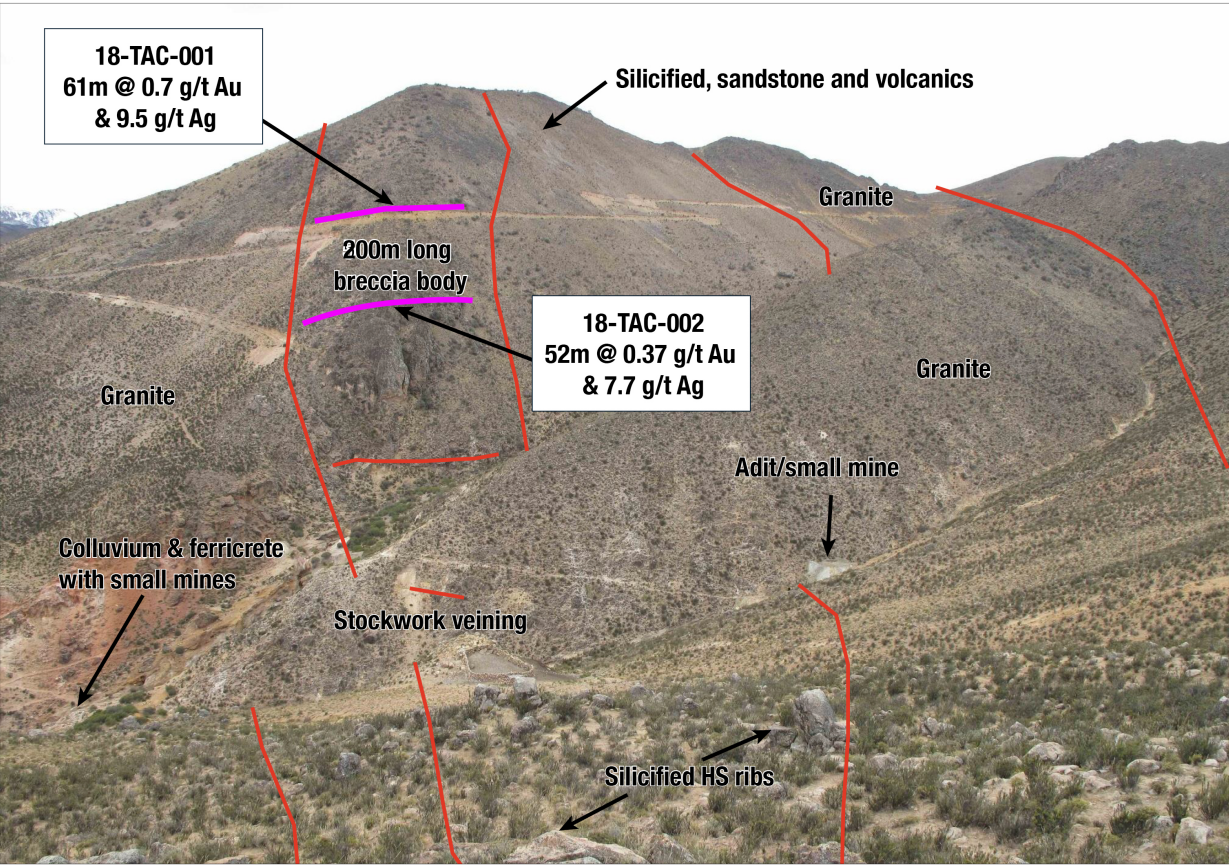 18-TAC-001
61m @ 0.7 g/t Au
& 9.5 g/t Ag
Silicified, sandstone and volcanics
Granite
200m long
breccia body
18-TAC-002
52m @ 0.37 g/t Au
& 7.7 g/t Ag
Granite
Granite
Adit/small mine
Colluvium & ferricrete
with small mines
Stockwork veining
Silicified HS ribs